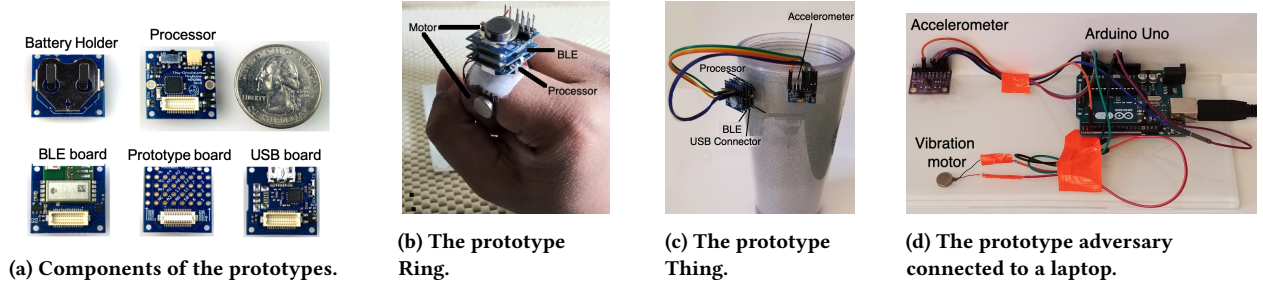 Battery Holder
Processor
LIBERTY
BLE board
Prototype board
USB board
(a) Components of the prototypes.
Motor
BLE
Processor
(b) The prototype
Ring.
Accelerometer
Processor
BLE
USB Connector
(c) The prototype
Thing.
Accelerometer
Arduino Uno
Vibration
motor
(d) The prototype adversary
connected to a laptop.